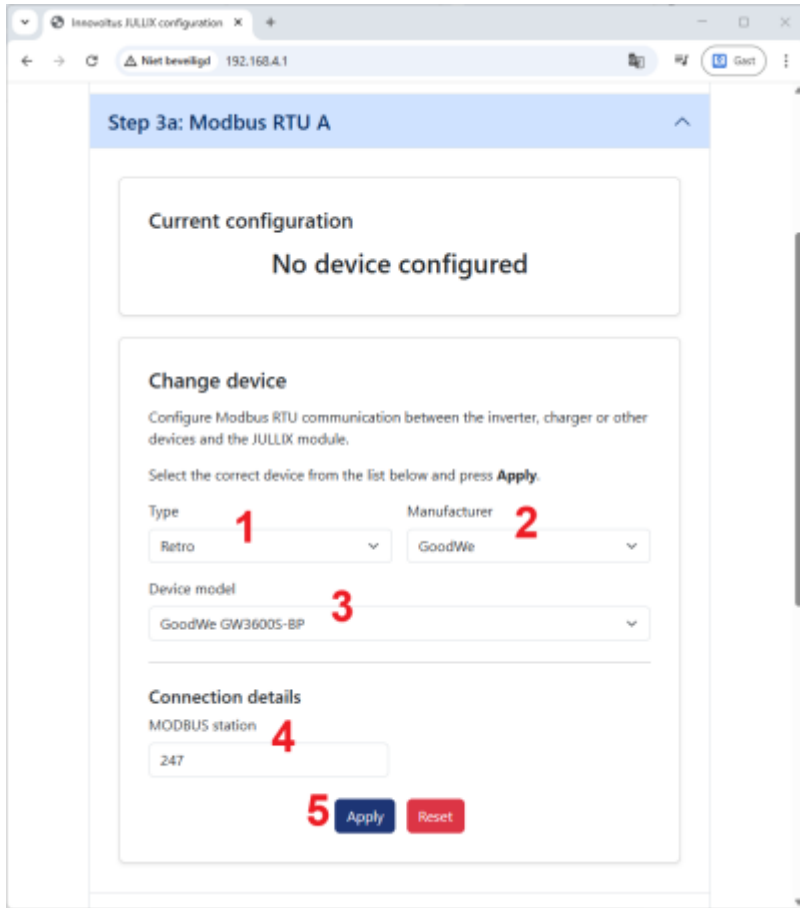 Innovoltus JULLIX configuration
Niet beveiligd 192.168.4.1 Gast
Step 3a: Modbus RTU A
Current configuration
No device configured
Change device
Configure Modbus RTU communication between the inverter, charger or other
devices and the JULLIX module.
Select the correct device from the list below and press Apply.
Type 1 Manufacturer 2
Retro GoodWe
Device model 3
GoodWe GW3600S-BP
Connection details
MODBUS station 4
247
5 Apply Reset